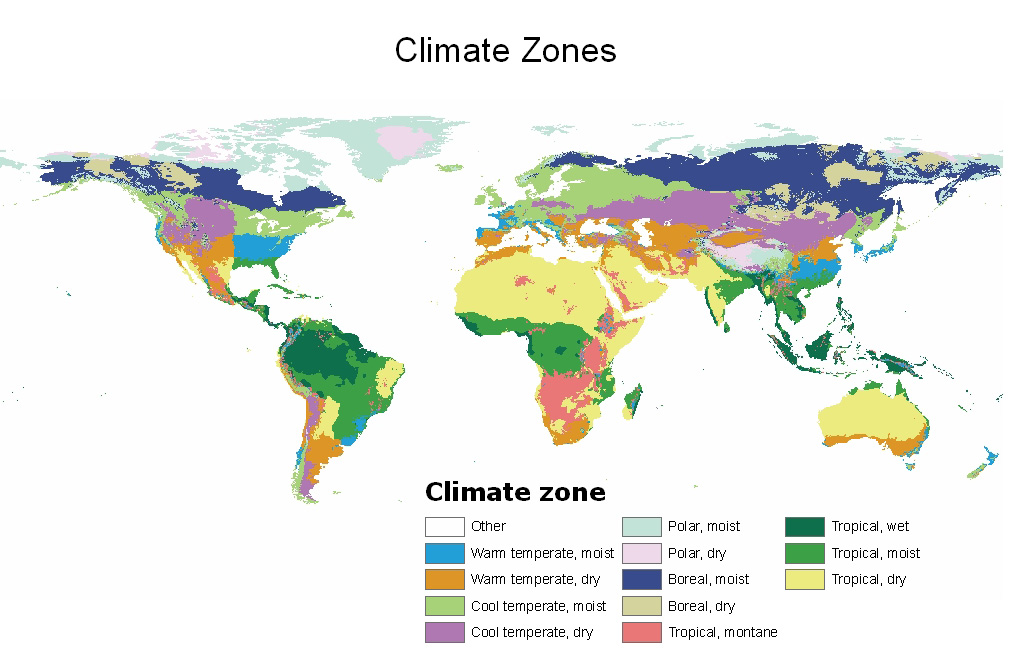 Climate Zones
Climate zone
Other
Warm temperate, moist
Warm temperate, dry
Cool temperate, moist
Cool temperate, dry
Polar, moist
Polar, dry
Boreal, moist
Boreal, dry
Tropical, montane
Tropical, wet
Tropical, moist
Tropical, dry